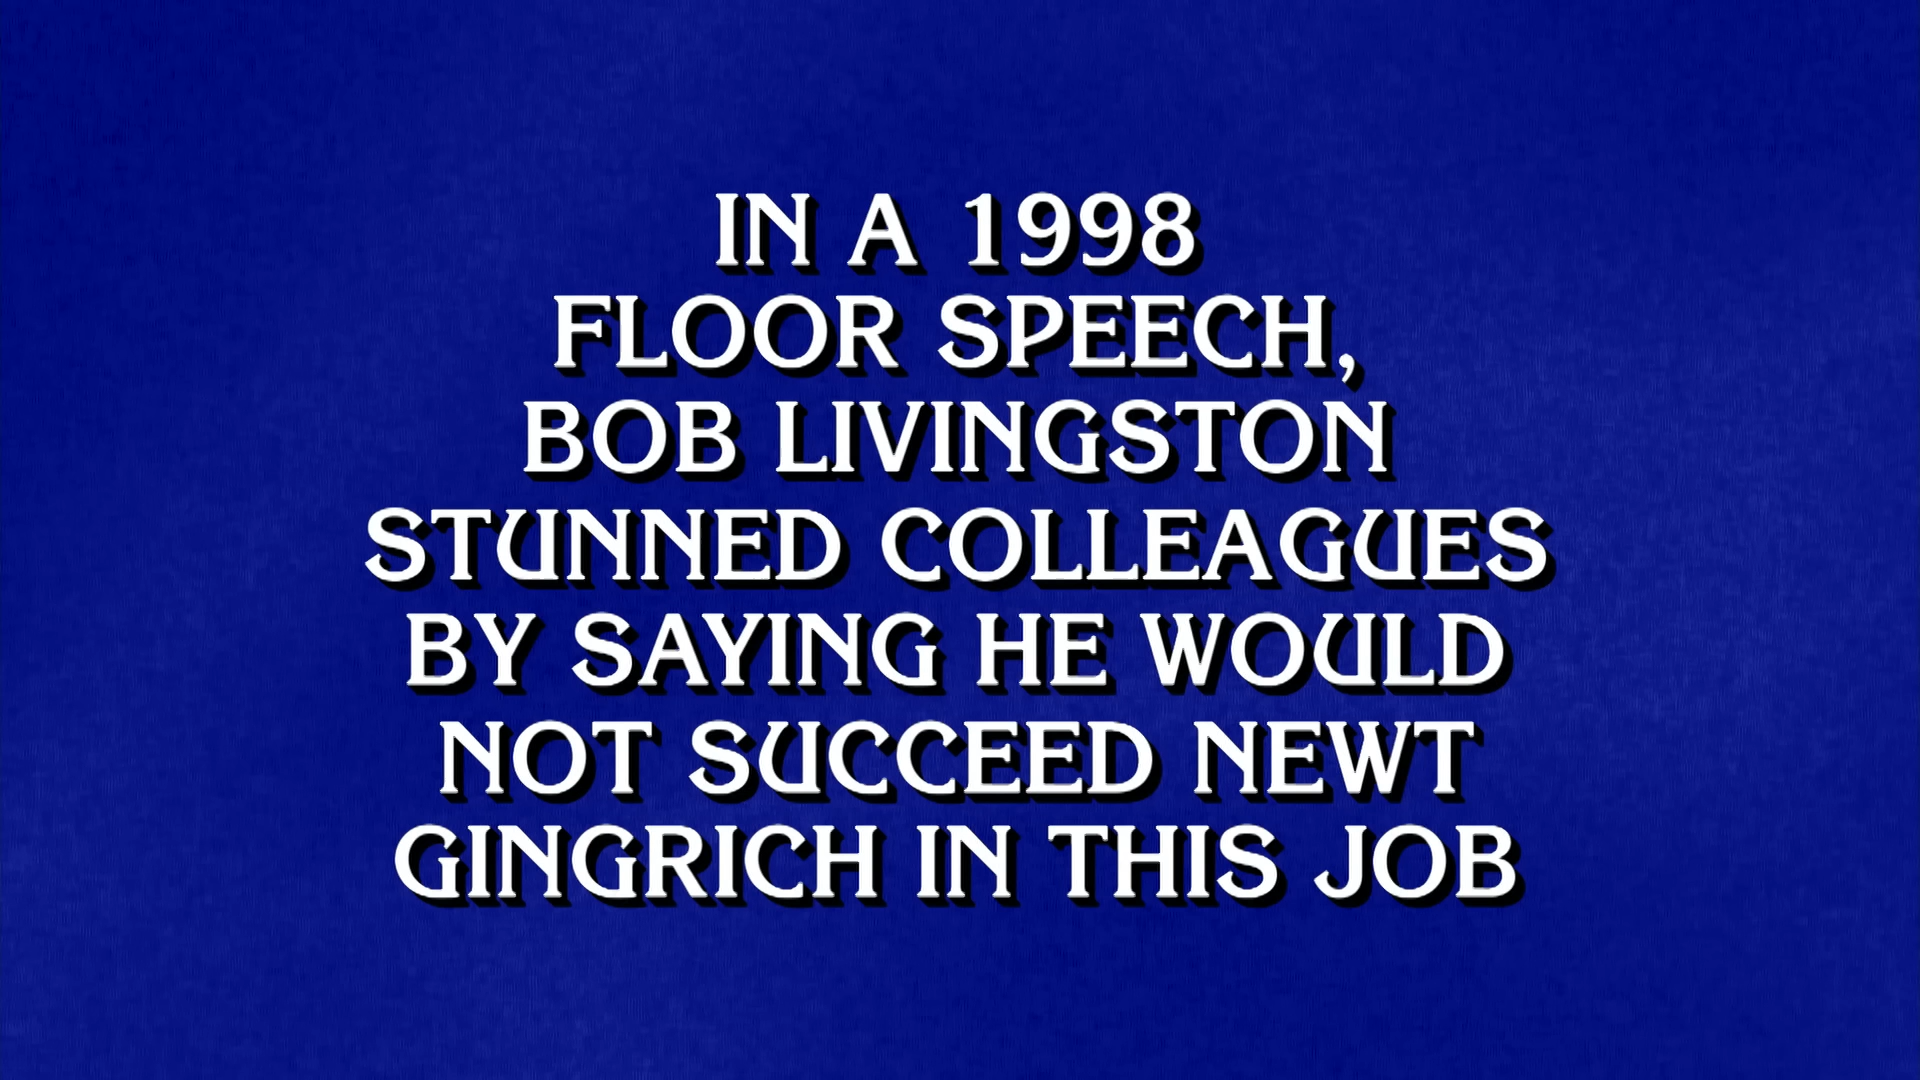 IN A 1998
FLOOR SPEECH,
BOB LIVINGSTON
STUNNED COLLEAGUES
BY SAYING HE WOULD
NOT SUCCEED NEWT
GINGRICH IN THIS JOB